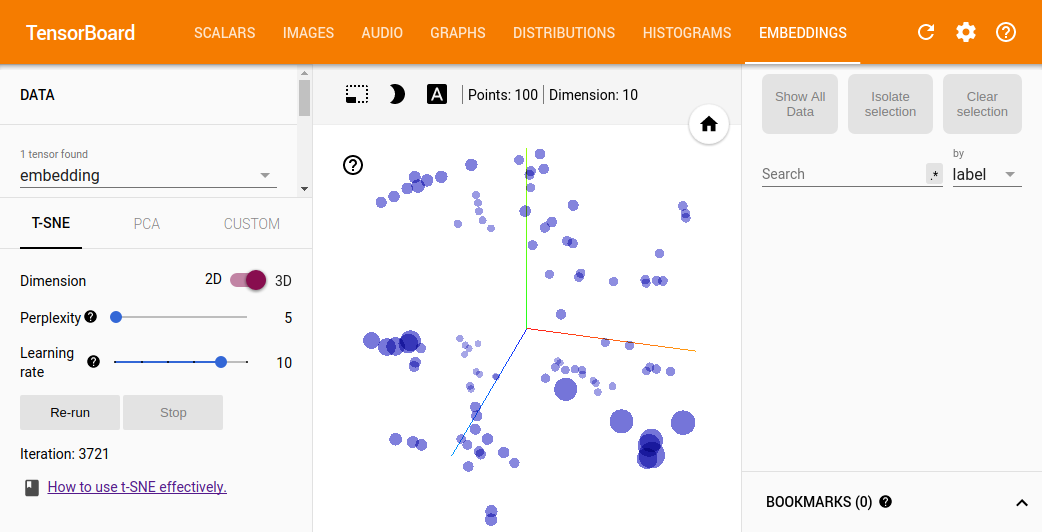 TensorBoard
SCALARS
IMAGES
AUDIO
GRAPHS
DISTRIBUTIONS
HISTOGRAMS
EMBEDDINGS
DATA
1 tensor found
embedding
T-SNE
PCA
CUSTOM
Dimension
2D
3D
Perplexity
5
Learning
rate
10
Re-run
Stop
Iteration: 3721
How to use t-SNE effectively.
A
Points: 100
Dimension: 10
Show All
Data
Isolate
selection
Clear
selection
Search
.*
by
label
BOOKMARKS (0)